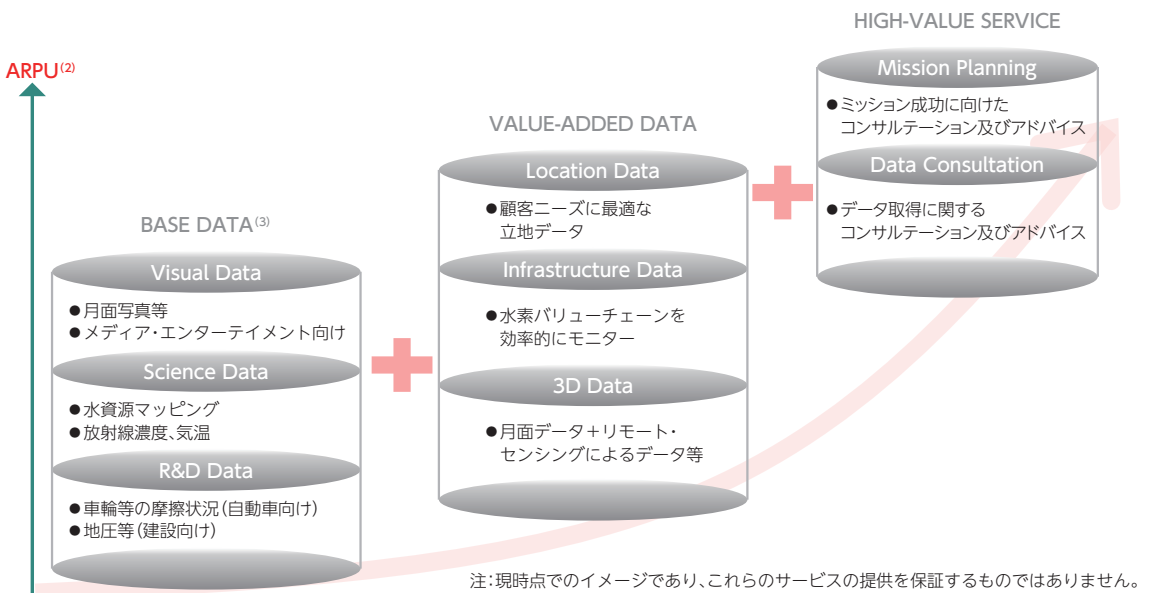 HIGH-VALUE SERVICE
Mission Planning
●ミッション成功に向けた
コンサルテーション及びアドバイス
Data Consultation
●データ取得に関する
コンサルテーション及びアドバイス
ARPU(2)
VALUE-ADDED DATA
Location Data
●顧客ニーズに最適な
立地データ
Infrastructure Data
●水素バリューチェーンを
効率的にモニター
3D Data
●月面データ+リモート・
センシングによるデータ等
BASE DATA(3)
Visual Data
●月面写真等
●メディア・エンターテイメント向け
Science Data
●水資源マッピング
●放射線濃度、気温
R&D Data
●車輪等の摩擦状況(自動車向け)
●地圧等(建設向け)
注:現時点でのイメージであり、これらのサービスの提供を保証するものではありません。